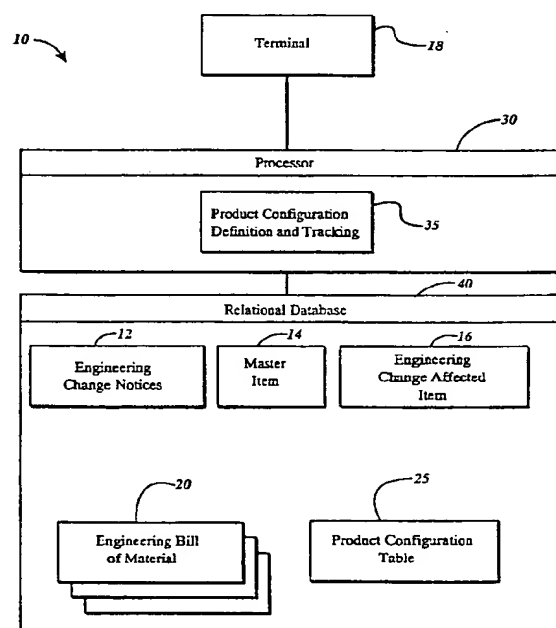 10
Terminal
18
30
Processor
Product Configuration
Definition and Tracking
35
40
Relational Database
12
14
16
Engineering
Change Notices
Master
Item
Engineering
Change Affected
Item
20
25
Engineering Bill
of Material
Product Configuration
Table